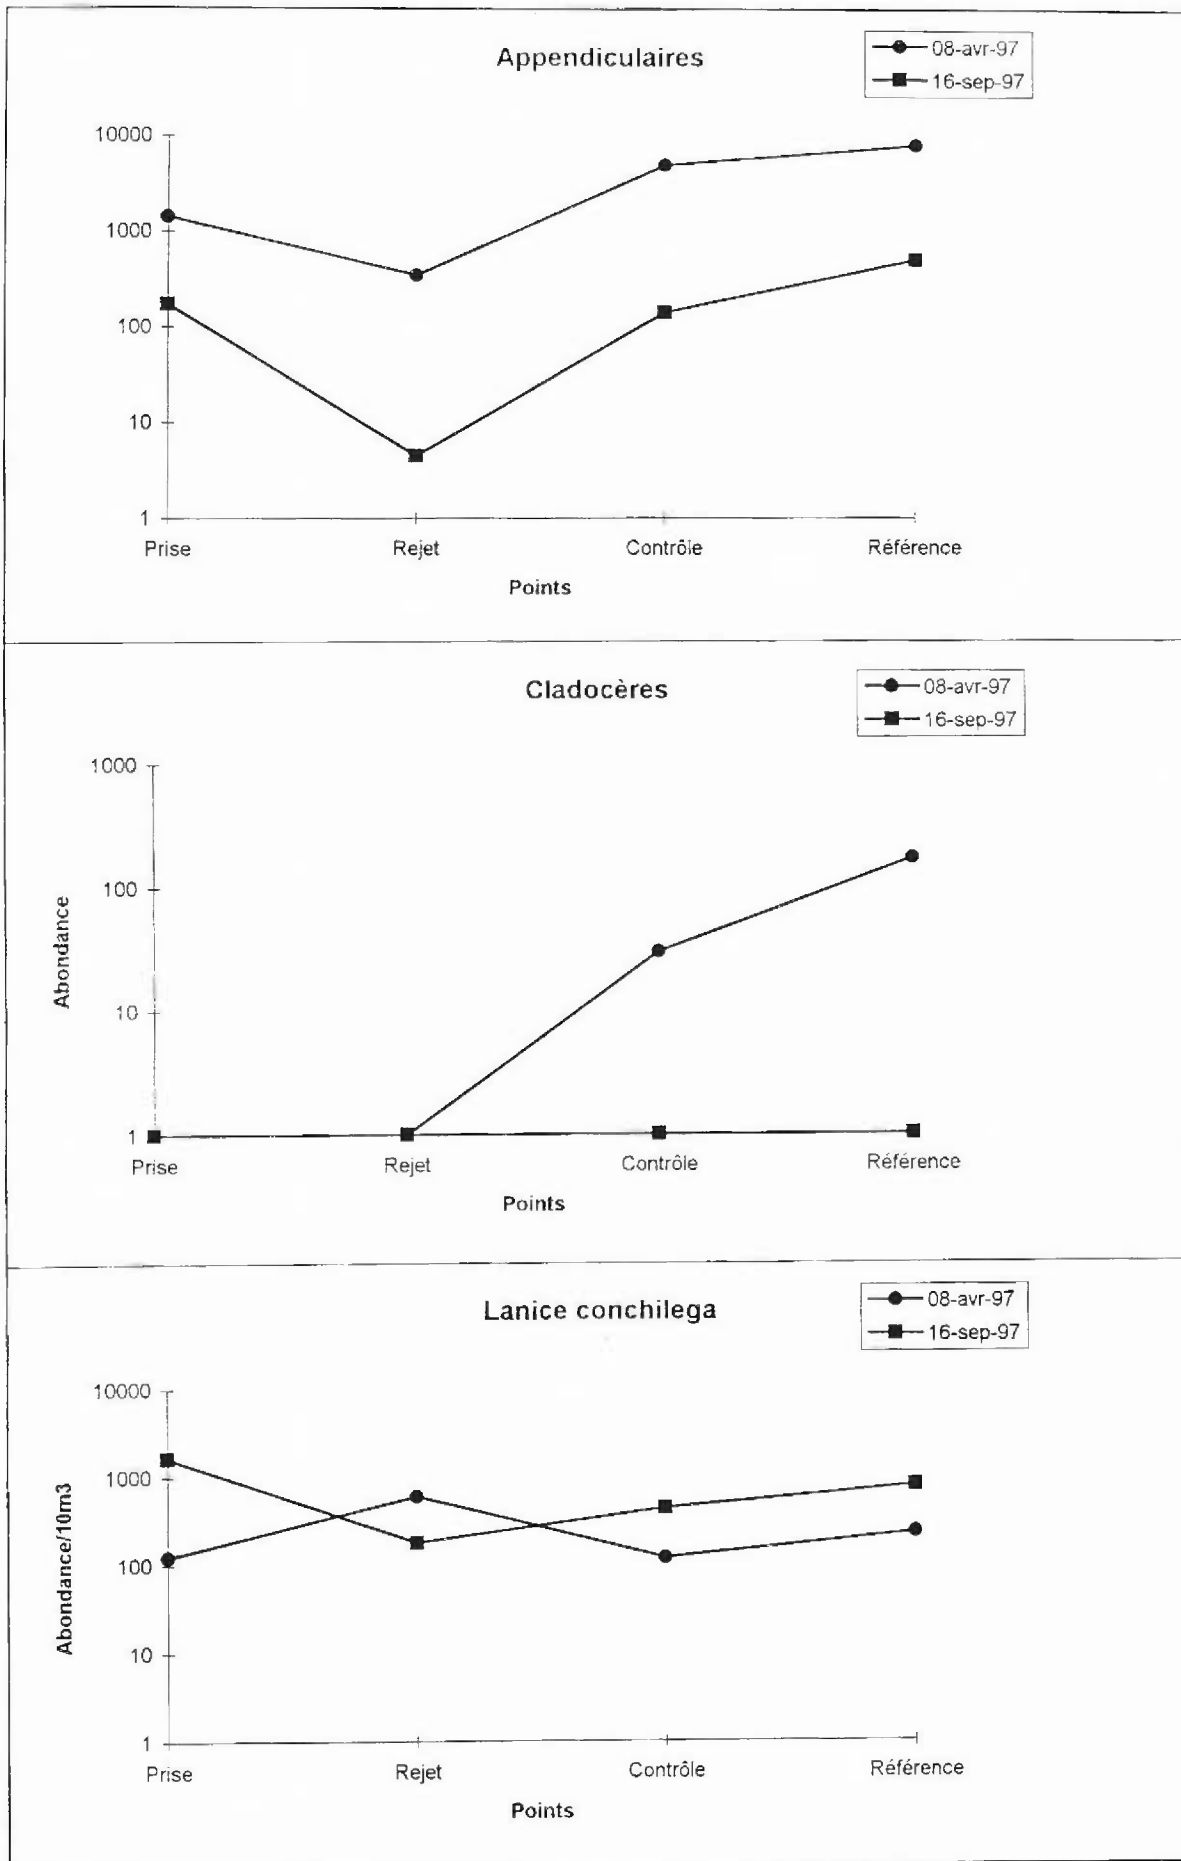 Appendiculaires
08-avr-97
16-sep-97
10000
1000
100
10
1
Prise Rejet Contrôle Référence
Points
Cladocères
08-avr-97
16-sep-97
Abondance
1000
100
10
1
Prise Rejet Contrôle Référence
Points
Lanice conchilega
08-avr-97
16-sep-97
Abondance/10m3
10000
1000
100
10
1
Prise Rejet Contrôle Référence
Points